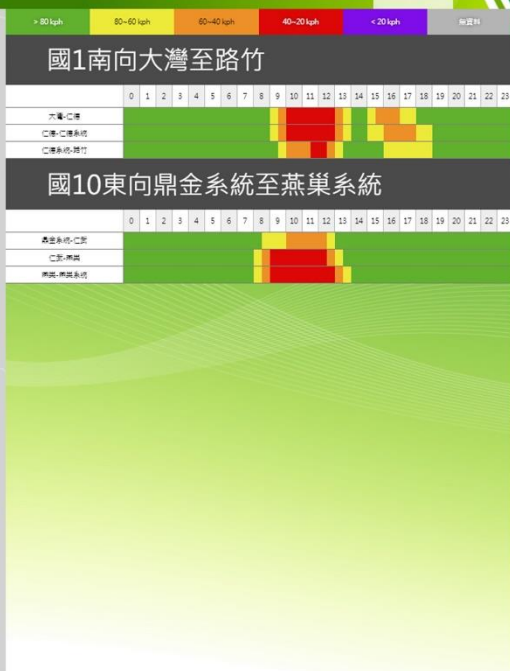 > 80 kph 80~60 kph 60~40 kph 40~20 kph < 20 kph 無資料
國1南向大灣至路竹
0 1 2 3 4 5 6 7 8 9 10 11 12 13 14 15 16 17 18 19 20 21 22 23
大灣-仁德
仁德-仁德系統
仁德系統-路竹
國10東向鼎金系統至燕巢系統
0 1 2 3 4 5 6 7 8 9 10 11 12 13 14 15 16 17 18 19 20 21 22 23
鼎金系統-仁武
仁武-燕巢
燕巢-燕巢系統